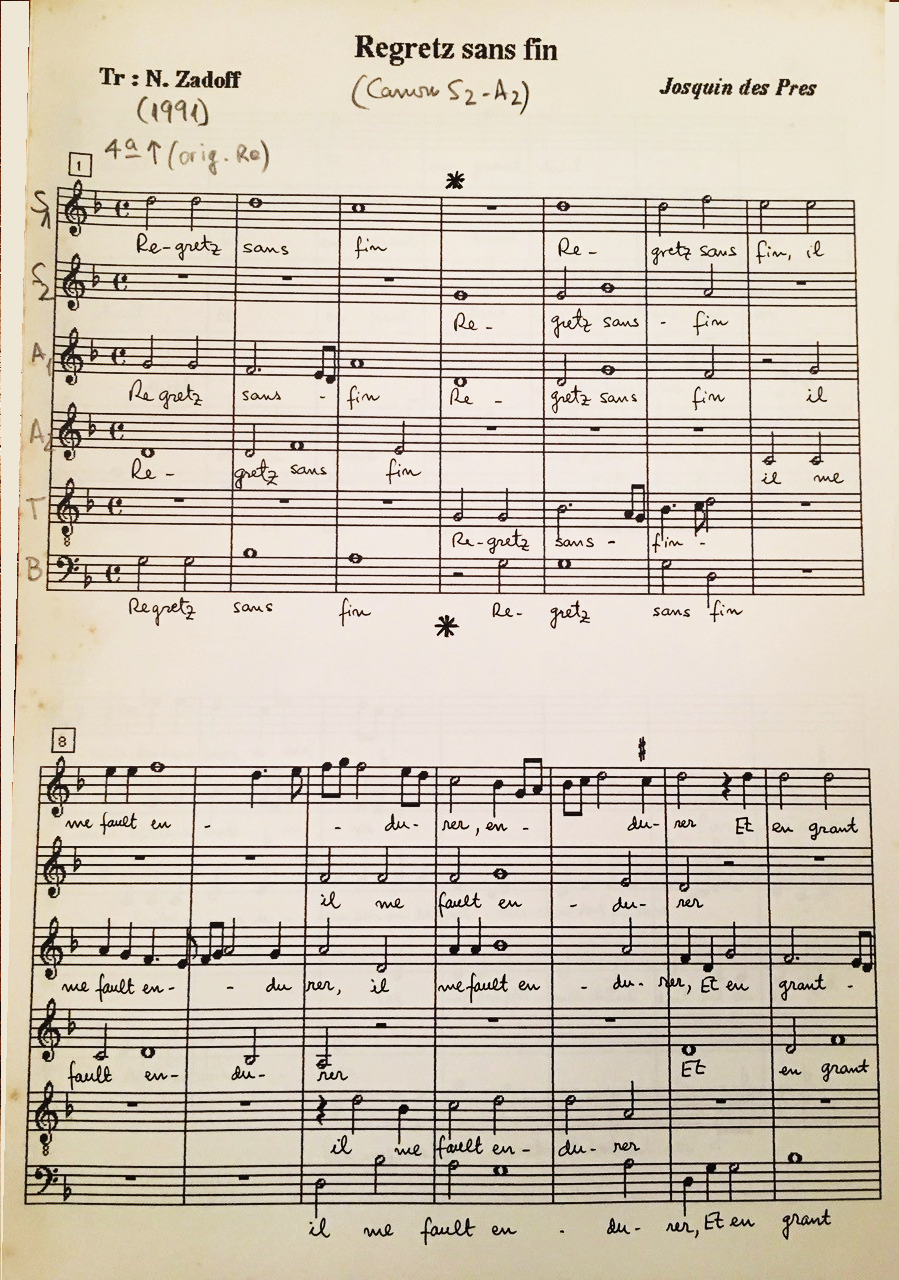 Regretz sans fin
Tr : N. Zadoff
(1991)
(Canon S2-A2)
Josquin des Pres
4ª ↑ (orig. Re)
1
*
S1
Re-gretz sans fin Re- gretz sans fin, il
S2
Re- gretz sans - fin
A1
Re gretz sans - fin Re - gretz sans fin il
A2
Re- gretz sans fin il me
T
8
Re-gretz sans - fin -
B
Regretz sans fin Re- gretz sans fin
*
8
me fault en - - du- rer, en - du- rer Et en grant
il me fault en - du- rer
me fault en- - du rer, il me fault en - du- rer, Et en grant -
fault en- du- rer Et en grant
8
il me fault en - du- rer
il me fault en - du- rer, Et en grant